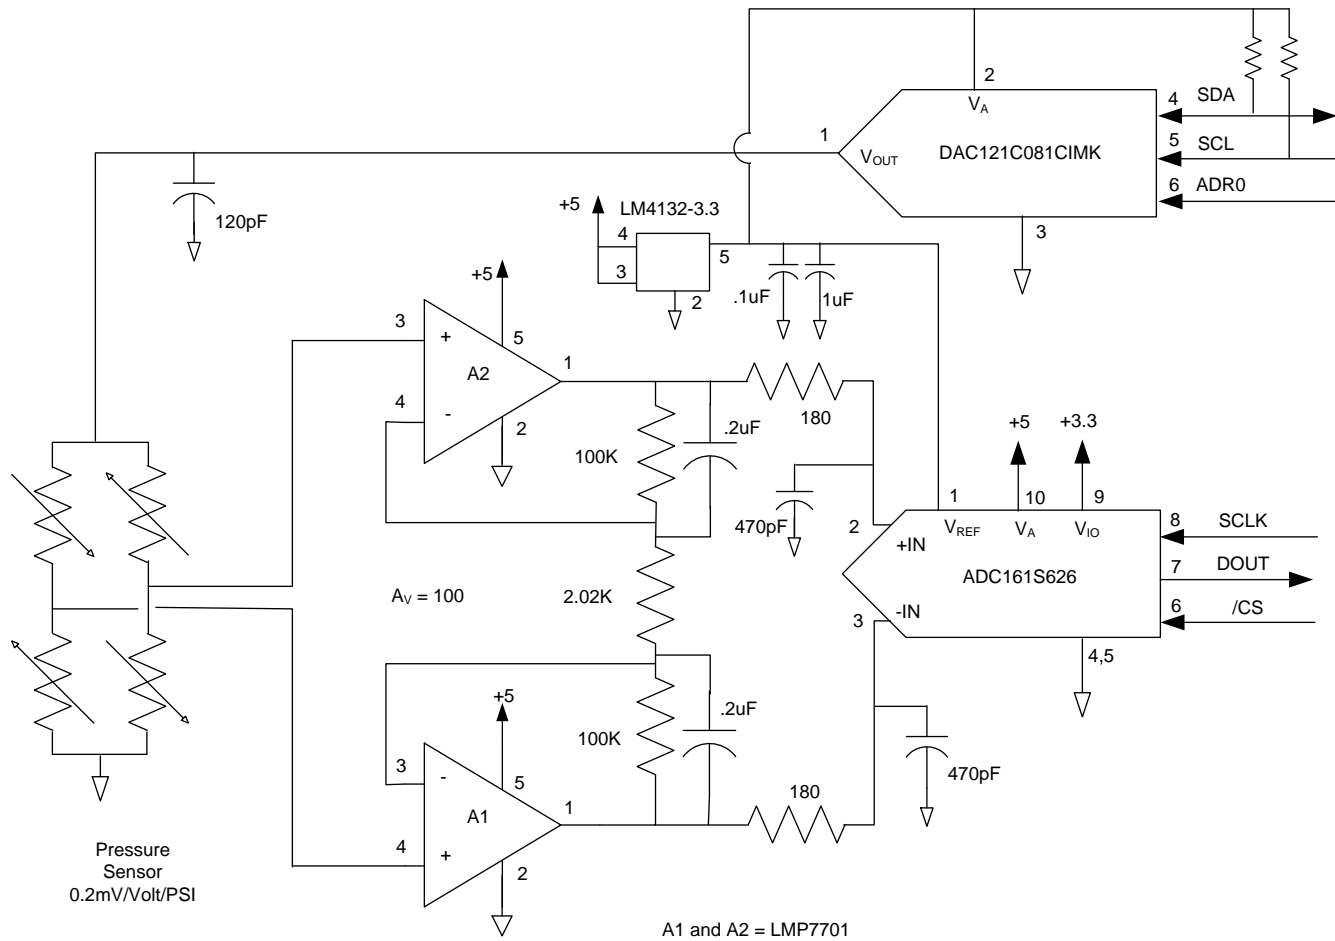 2
VA
4
SDA
1
VOUT
DAC121C081CIMK
5
SCL
6
ADR0
3
120pF
+5
LM4132-3.3
4
3
5
2
.1uF
1uF
+5
3
+
5
A2
1
4
-
2
180
.2uF
100K
470pF
+5
+3.3
1
10
9
2
VREF
VA
VIO
8
SCLK
+IN
7
DOUT
ADC161S626
AV = 100
2.02K
-IN
3
6
/CS
4,5
+5
.2uF
100K
3
-
5
470pF
180
A1
1
4
+
2
Pressure
Sensor
0.2mV/Volt/PSI
A1 and A2 = LMP7701